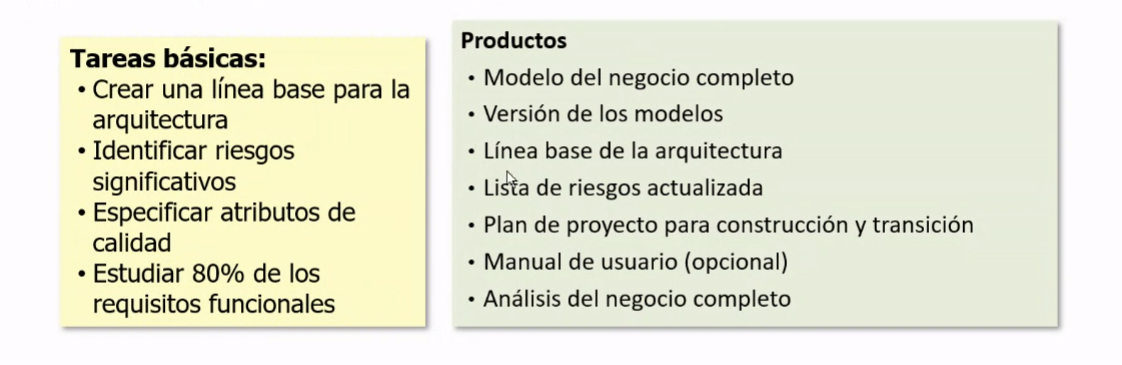 Tareas básicas:
• Crear una línea base para la
arquitectura
• Identificar riesgos
significativos
• Especificar atributos de
calidad
• Estudiar 80% de los
requisitos funcionales
Productos
• Modelo del negocio completo
• Versión de los modelos
• Línea base de la arquitectura
• Lista de riesgos actualizada
• Plan de proyecto para construcción y transición
• Manual de usuario (opcional)
• Análisis del negocio completo